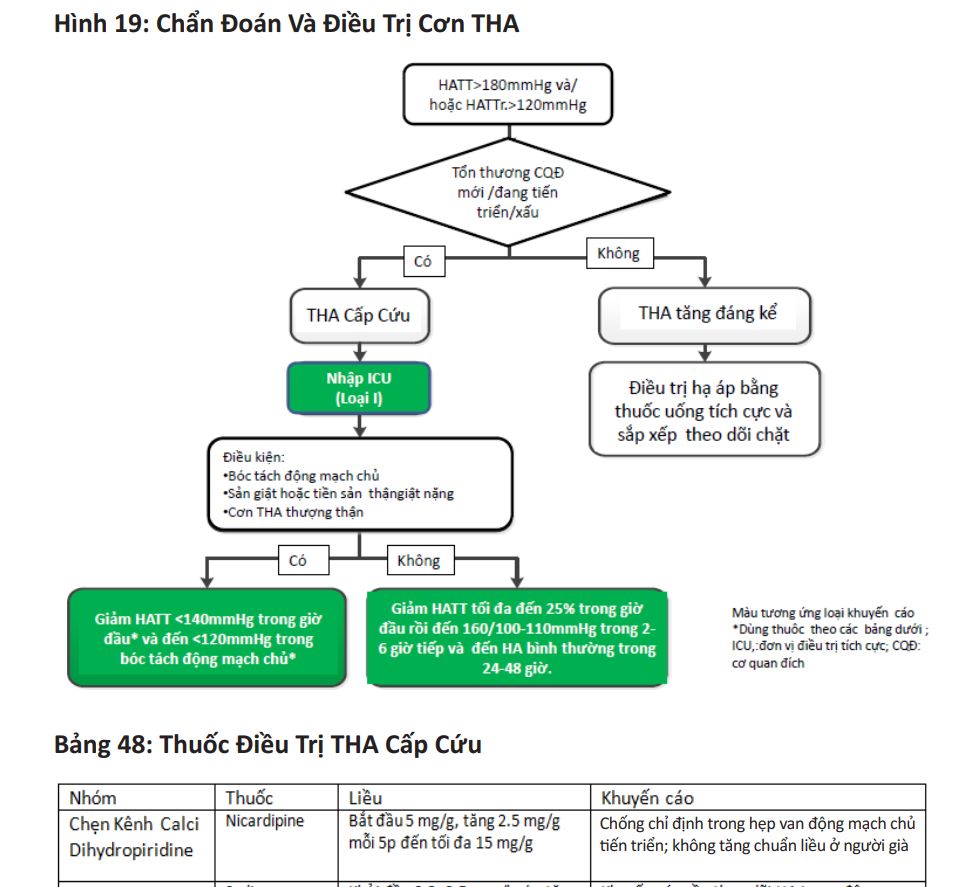 Hình 19: Chẩn Đoán Và Điều Trị Cơn THA
HATT>180mmHg và/
hoặc HATTr.>120mmHg
Tổn thương CQĐ
mới /đang tiến
triển/xấu
Có
Không
THA Cấp Cứu
THA tăng đáng kể
Nhập ICU
(Loại I)
Điều trị hạ áp bằng
thuốc uống tích cực và
sắp xếp theo dõi chặt
Điều kiện:
•Bóc tách động mạch chủ
•Sản giật hoặc tiền sản thậngiật nặng
•Cơn THA thượng thận
Có
Không
Giảm HATT <140mmHg trong giờ
đầu* và đến <120mmHg trong
bóc tách động mạch chủ*
Giảm HATT tối đa đến 25% trong giờ
đầu rồi đến 160/100-110mmHg trong 2-
6 giờ tiếp và đến HA bình thường trong
24-48 giờ.
Màu tương ứng loại khuyến cáo
*Dùng thuôc theo các bảng dưới ;
ICU,:đơn vị điều trị tích cực; CQĐ:
cơ quan đích
Bảng 48: Thuốc Điều Trị THA Cấp Cứu
Nhóm Thuốc Liều Khuyến cáo
Chẹn Kênh Calci
Dihydropiridine
Nicardipine
Bắt đầu 5 mg/g, tăng 2.5 mg/g
mỗi 5p đến tối đa 15 mg/g
Chống chỉ định trong hẹp van động mạch chủ
tiến triển; không tăng chuẩn liều ở người già